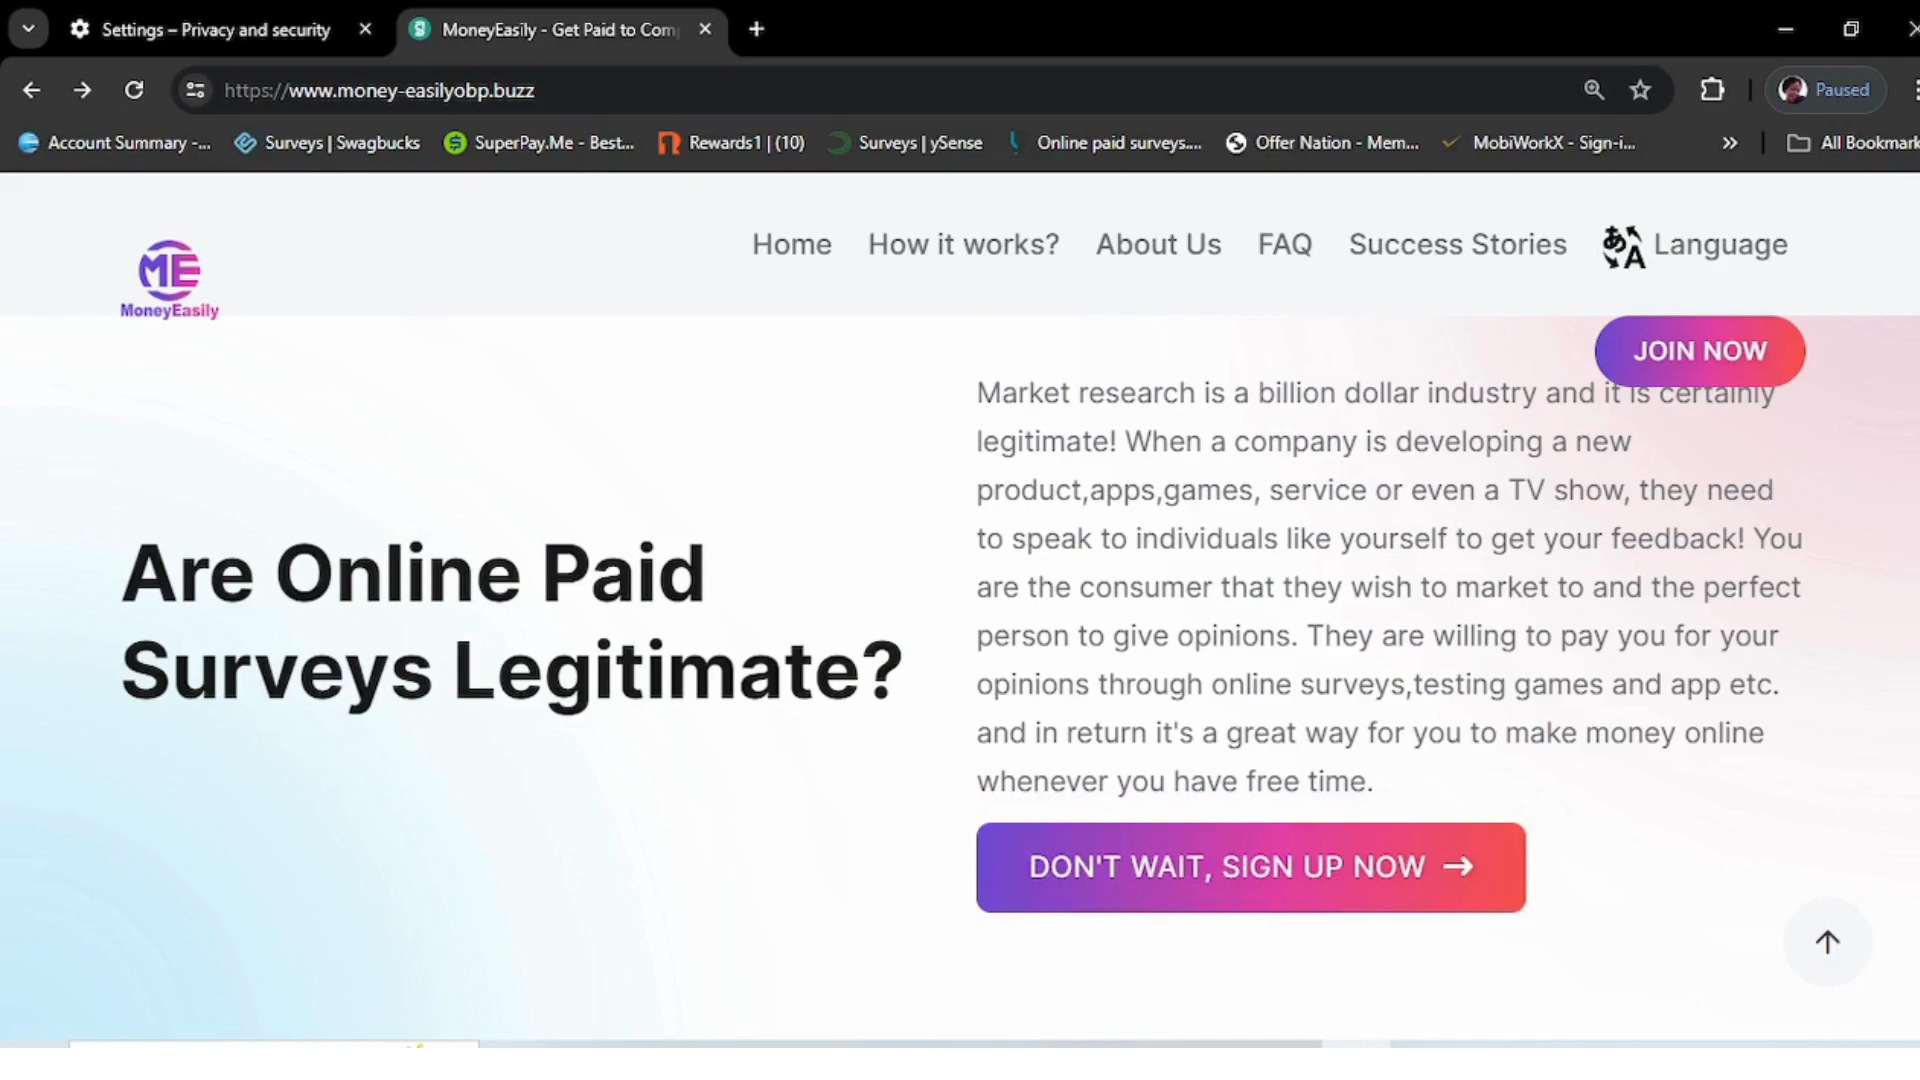 Settings – Privacy and security
MoneyEasily - Get Paid to Com
https://www.money-easilyobp.buzz
Paused
Account Summary -...
Surveys | Swagbucks
SuperPay.Me - Best...
Rewards1 | (10)
Surveys | ySense
Online paid surveys....
Offer Nation - Mem...
MobiWorkX - Sign-i...
All Bookmark
ME
MoneyEasily
Home
How it works?
About Us
FAQ
Success Stories
Language
JOIN NOW
Are Online Paid
Surveys Legitimate?
Market research is a billion dollar industry and it is certainly
legitimate! When a company is developing a new
product,apps,games, service or even a TV show, they need
to speak to individuals like yourself to get your feedback! You
are the consumer that they wish to market to and the perfect
person to give opinions. They are willing to pay you for your
opinions through online surveys,testing games and app etc.
and in return it's a great way for you to make money online
whenever you have free time.
DON'T WAIT, SIGN UP NOW →